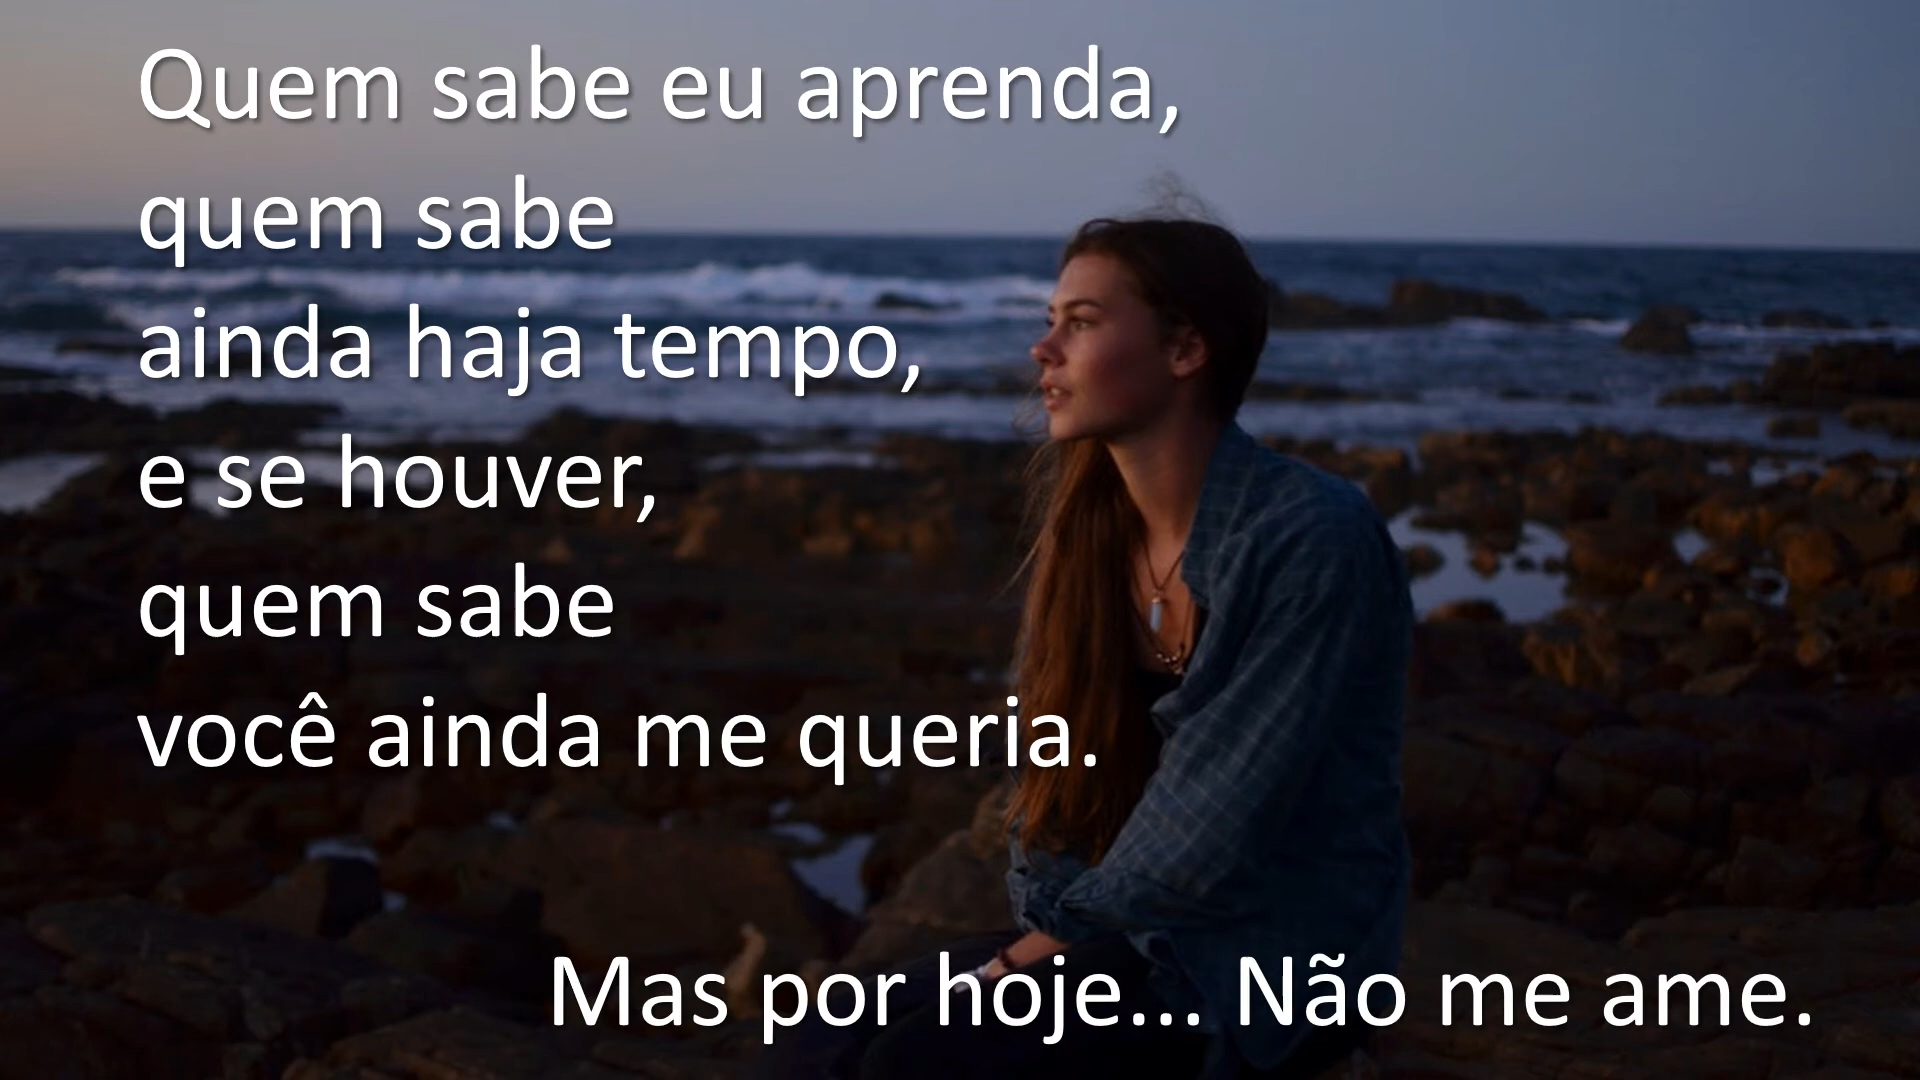 Quem sabe eu aprenda,
quem sabe
ainda haja tempo,
e se houver,
quem sabe
você ainda me queria.
Mas por hoje... Não me ame.